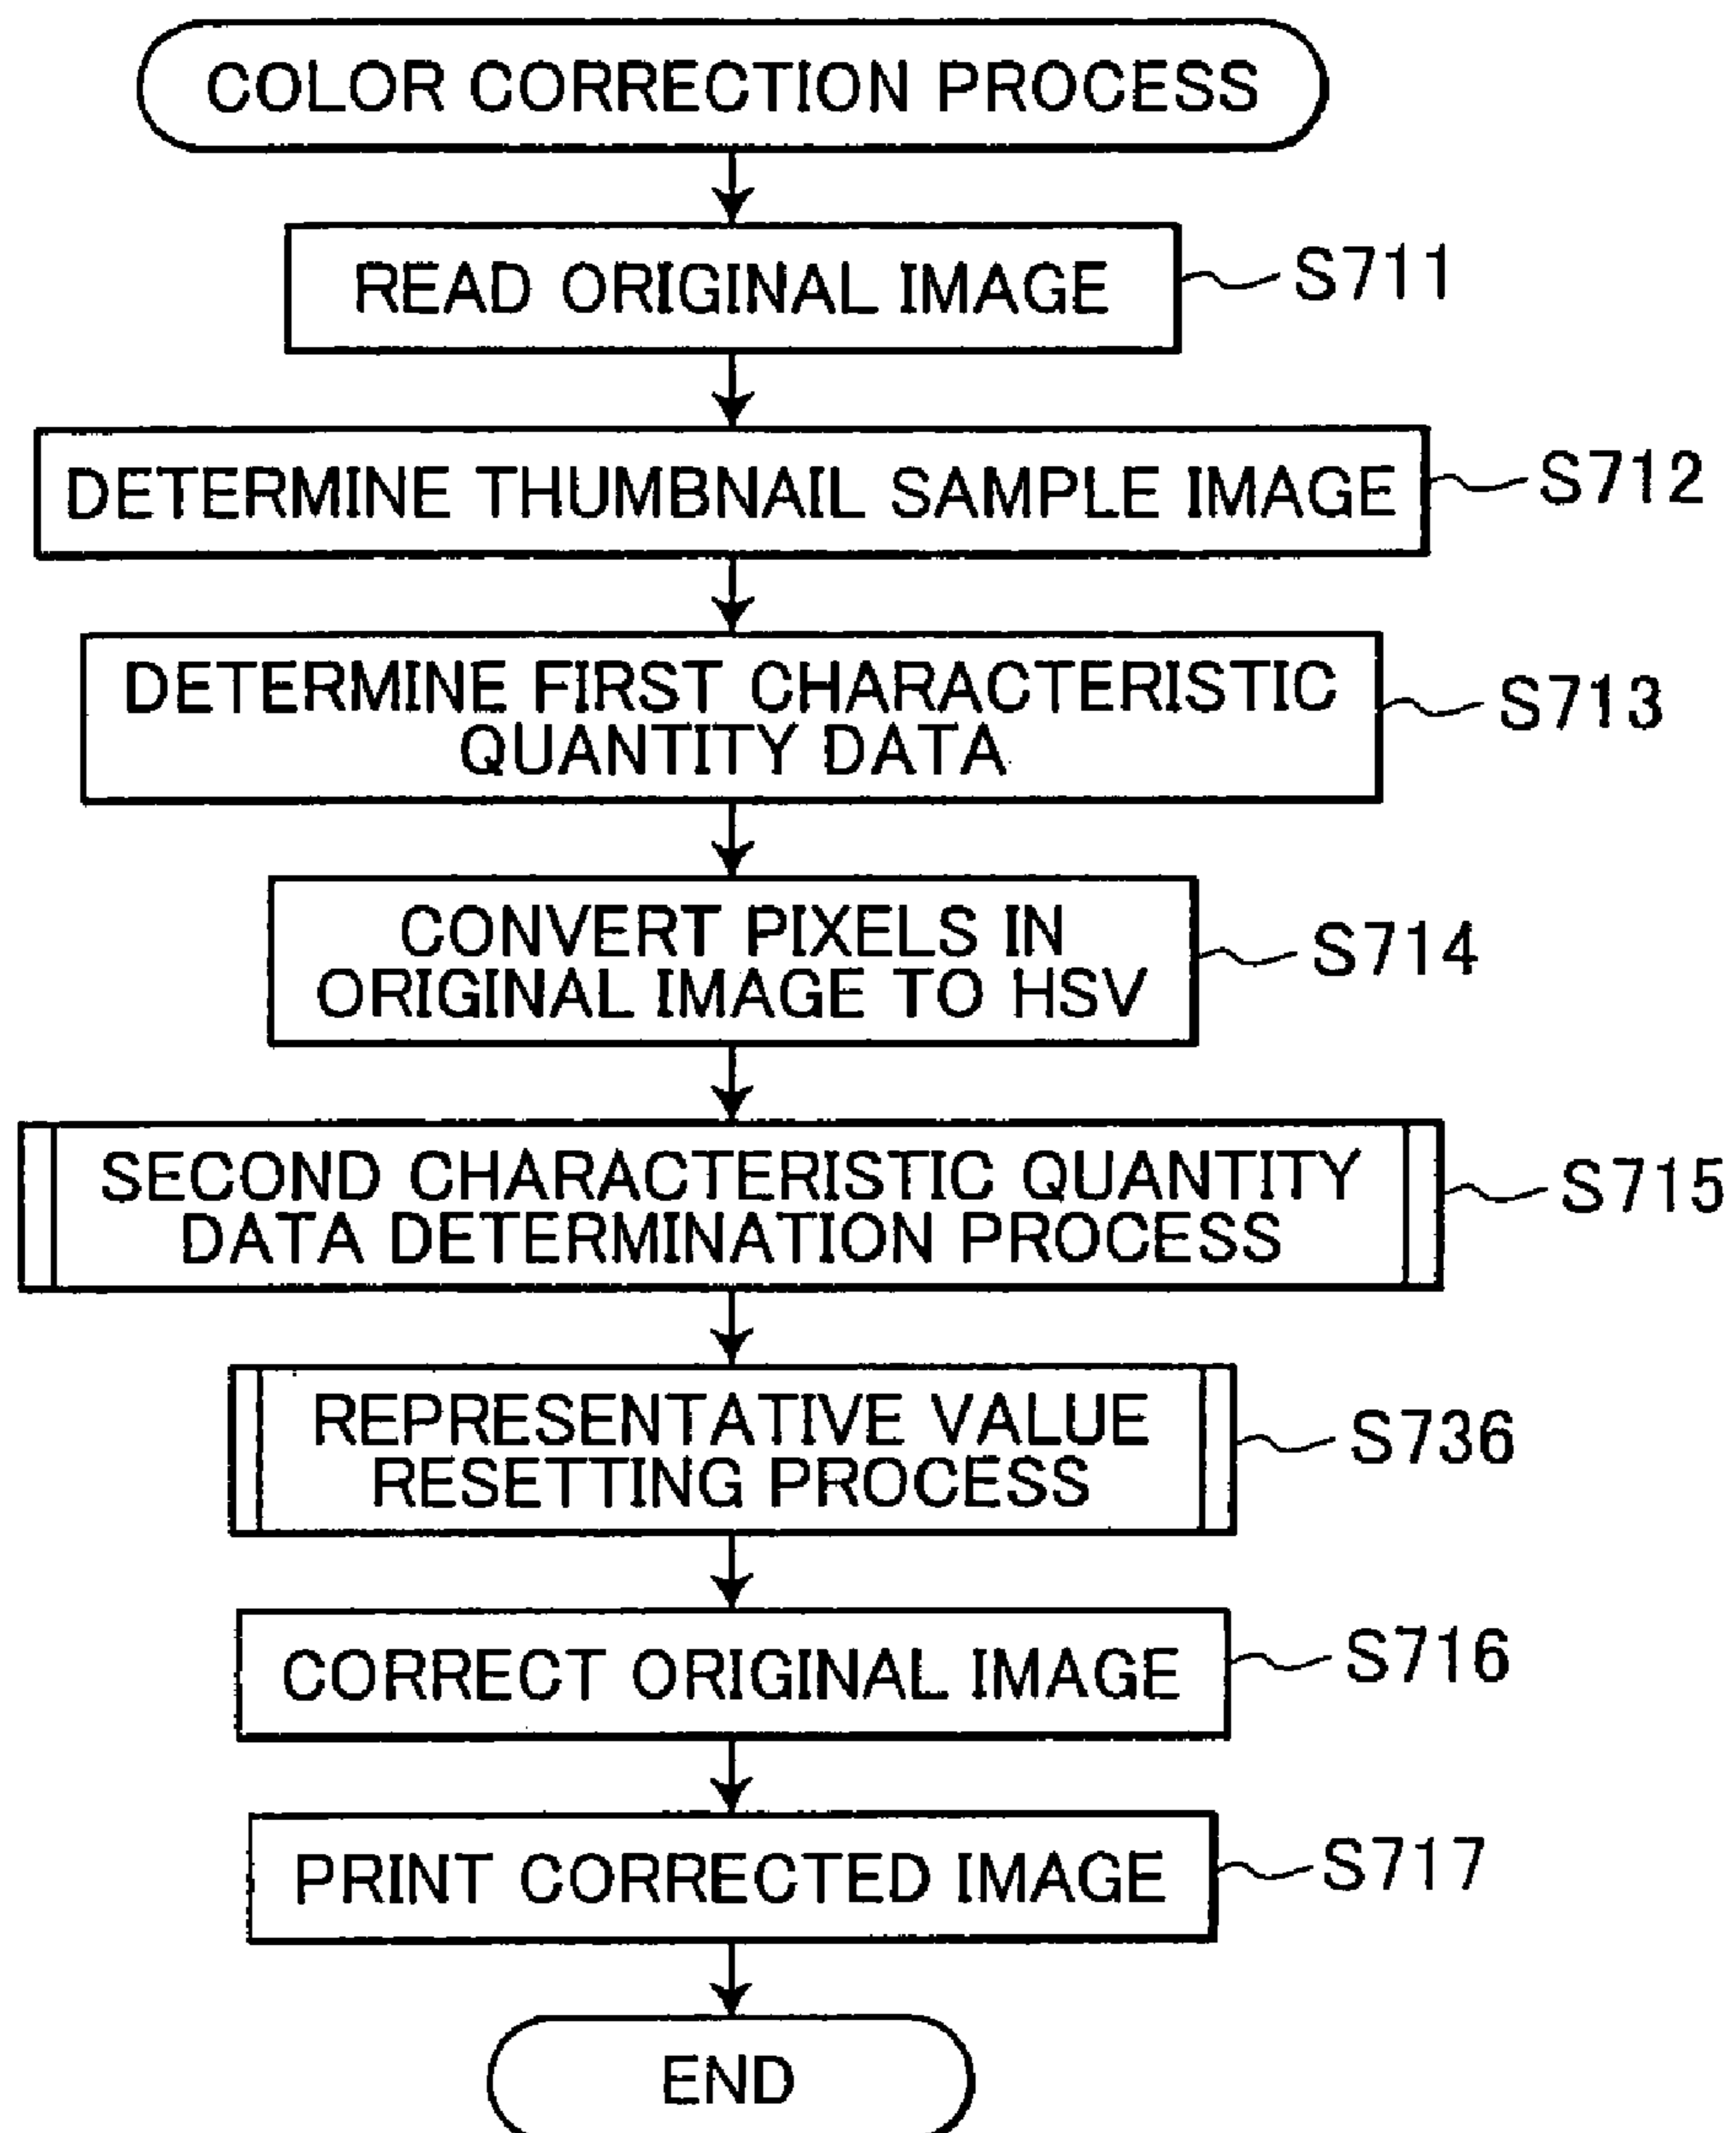 COLOR CORRECTION PROCESS
READ ORIGINAL IMAGE
S711
DETERMINE THUMBNAIL SAMPLE IMAGE
S712
DETERMINE FIRST CHARACTERISTIC
QUANTITY DATA
S713
CONVERT PIXELS IN
ORIGINAL IMAGE TO HSV
S714
SECOND CHARACTERISTIC QUANTITY
DATA DETERMINATION PROCESS
S715
REPRESENTATIVE VALUE
RESETTING PROCESS
S736
CORRECT ORIGINAL IMAGE
S716
PRINT CORRECTED IMAGE
S717
END